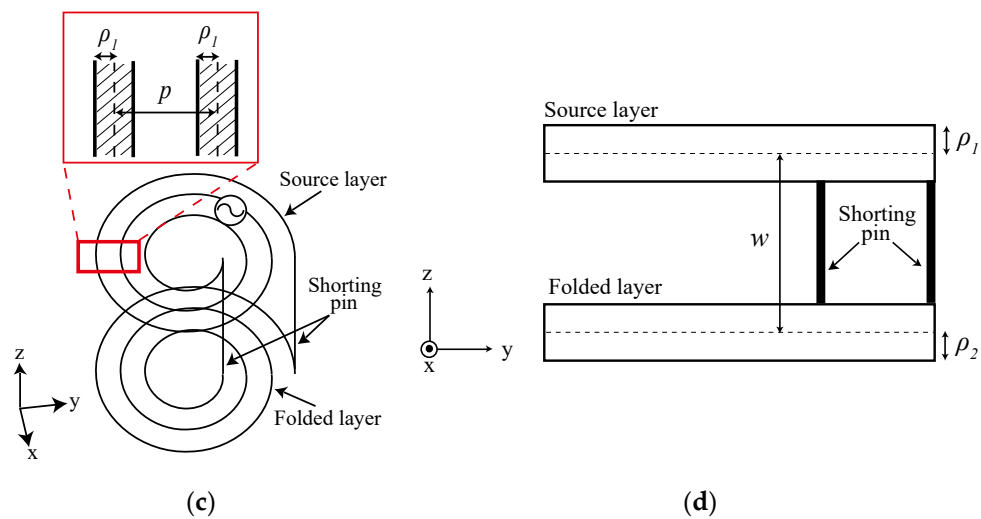 ρ1 ρ1
p
Source layer
Shorting
pin
Folded layer
z
y
x
(c)
Source layer
ρ1
w
Shorting
pin
Folded layer
ρ2
z
y
x
(d)